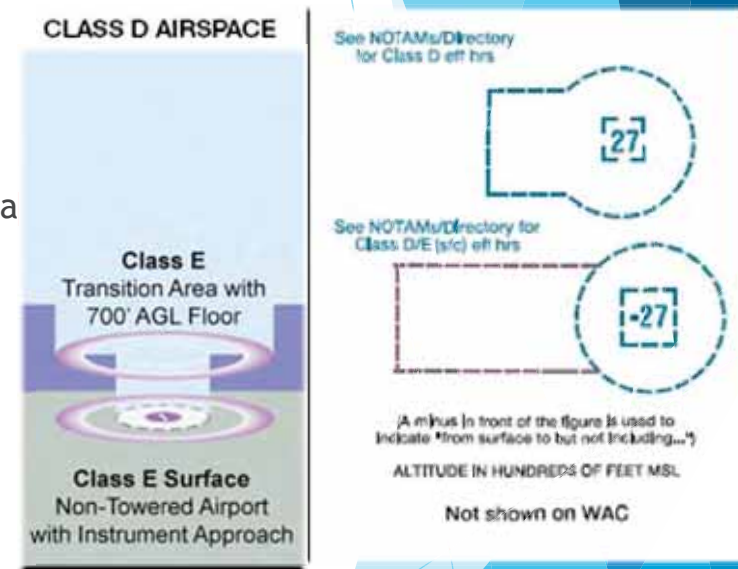 a
CLASS D AIRSPACE
Class E
Transition Area with
700' AGL Floor
Class E Surface
Non-Towered Airport
with Instrument Approach
See NOTAMs/Directory
for Class D eff hrs
27
See NOTAMs/Directory for
Class D/E (sfc) eff hrs
-27
(A minus in front of the figure is used to
indicate "from surface to but not including...")
ALTITUDE IN HUNDREDS OF FEET MSL
Not shown on WAC